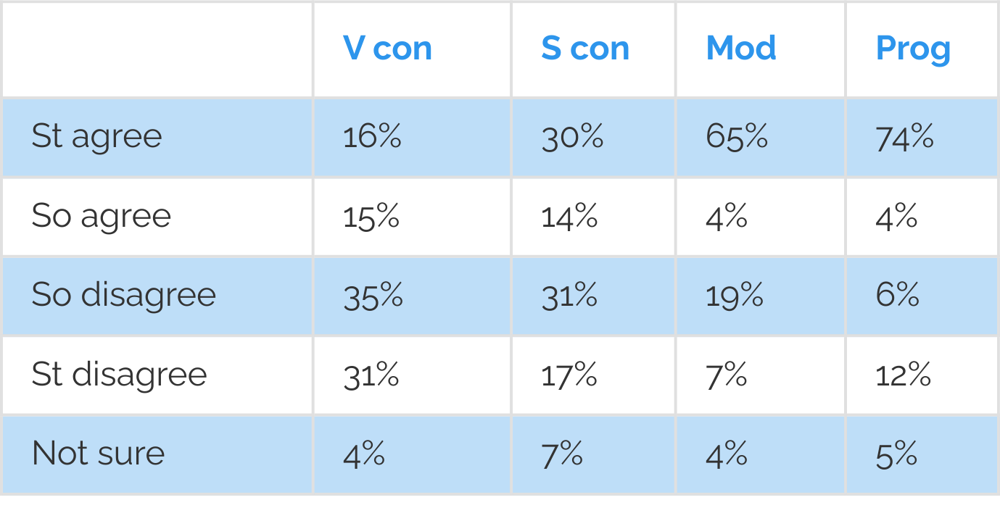 V con S con Mod Prog
St agree 16% 30% 65% 74%
So agree 15% 14% 4% 4%
So disagree 35% 31% 19% 6%
St disagree 31% 17% 7% 12%
Not sure 4% 7% 4% 5%